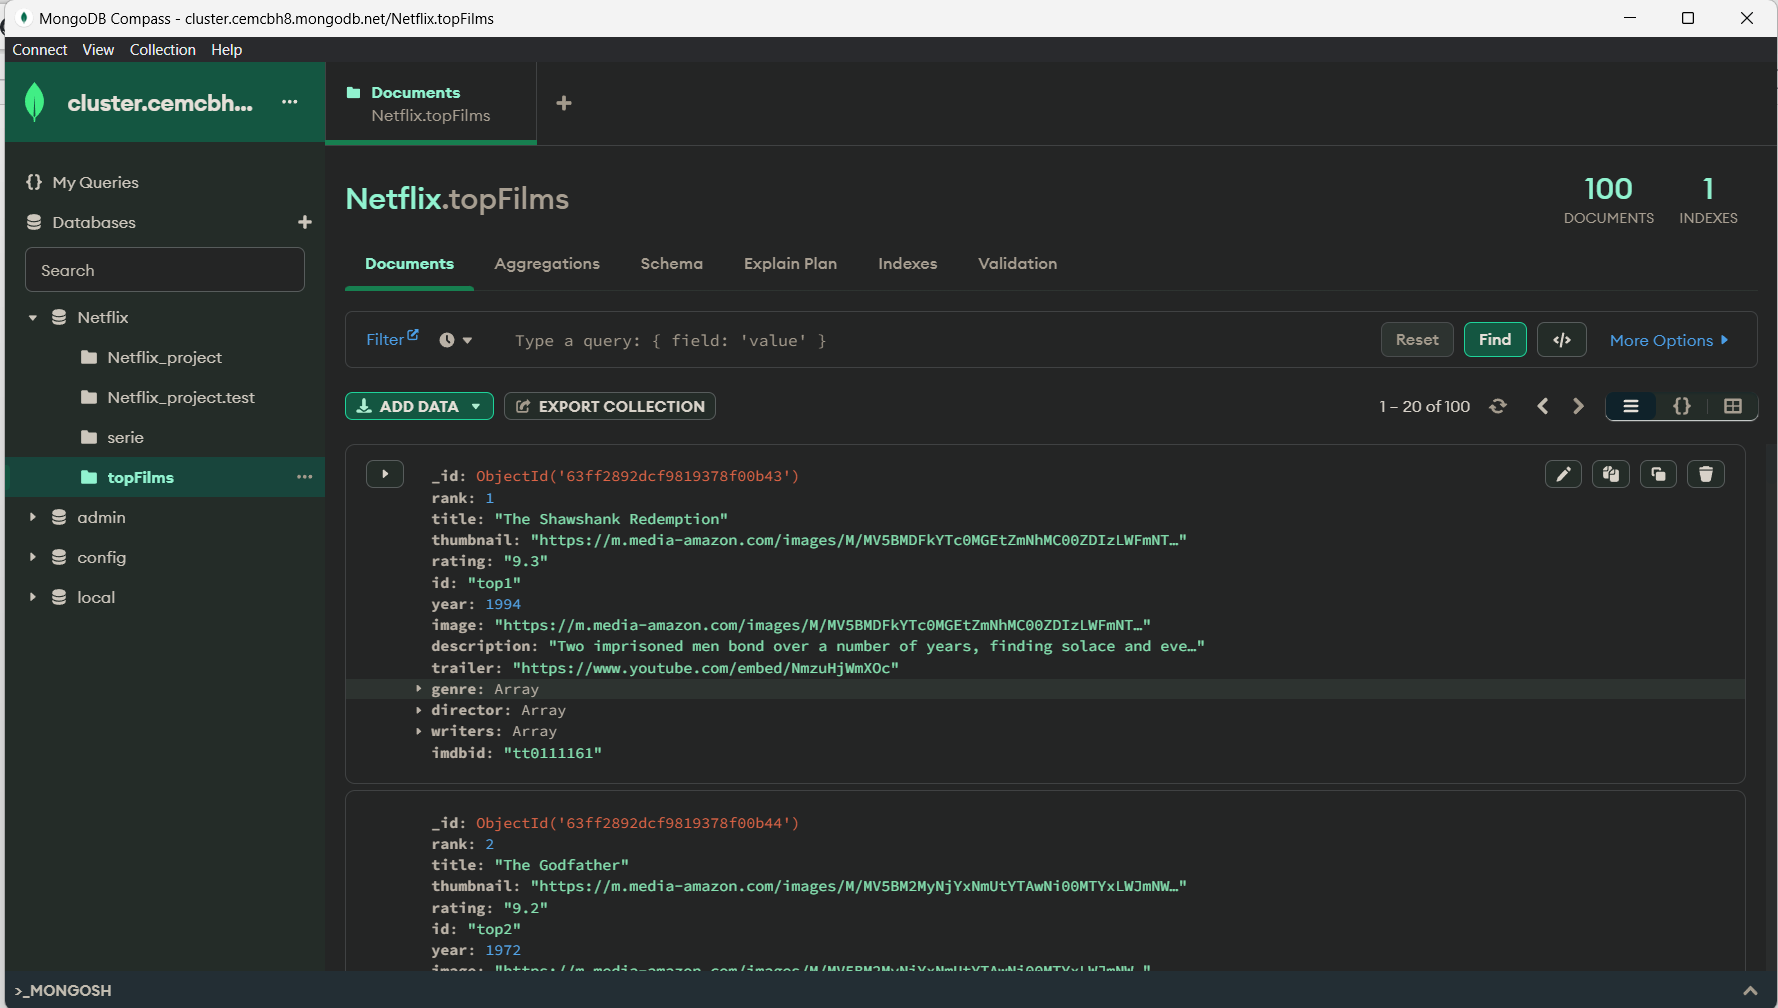 MongoDB Compass - cluster.cemcbh8.mongodb.net/Netflix.topFilms
Connect View Collection Help
cluster.cemcbh...
Documents
Netflix.topFilms
{} My Queries
Databases
Search
Netflix
Netflix_project
Netflix_project.test
serie
topFilms
admin
config
local
Netflix.topFilms
100
DOCUMENTS
1
INDEXES
Documents Aggregations Schema Explain Plan Indexes Validation
Filter
Type a query: { field: 'value' }
Reset
Find
</>
More Options
ADD DATA
EXPORT COLLECTION
1 – 20 of 100
{}
_id: ObjectId('63ff2892dcf9819378f00b43')
rank: 1
title: "The Shawshank Redemption"
thumbnail: "https://m.media-amazon.com/images/M/MV5BMDFkYTc0MGEtZmNhMC00ZDIzLWFmNT…"
rating: "9.3"
id: "top1"
year: 1994
image: "https://m.media-amazon.com/images/M/MV5BMDFkYTc0MGEtZmNhMC00ZDIzLWFmNT…"
description: "Two imprisoned men bond over a number of years, finding solace and eve…"
trailer: "https://www.youtube.com/embed/NmzuHjWmXOc"
genre: Array
director: Array
writers: Array
imdbid: "tt0111161"
_id: ObjectId('63ff2892dcf9819378f00b44')
rank: 2
title: "The Godfather"
thumbnail: "https://m.media-amazon.com/images/M/MV5BM2MyNjYxNmUtYTAwNi00MTYxLWJmNW…"
rating: "9.2"
id: "top2"
year: 1972
image: "https://m.media-amazon.com/images/M/MV5BM2MyNjYxNmUtYTAwNi00MTYxLWJmNW…"
>_MONGOSH